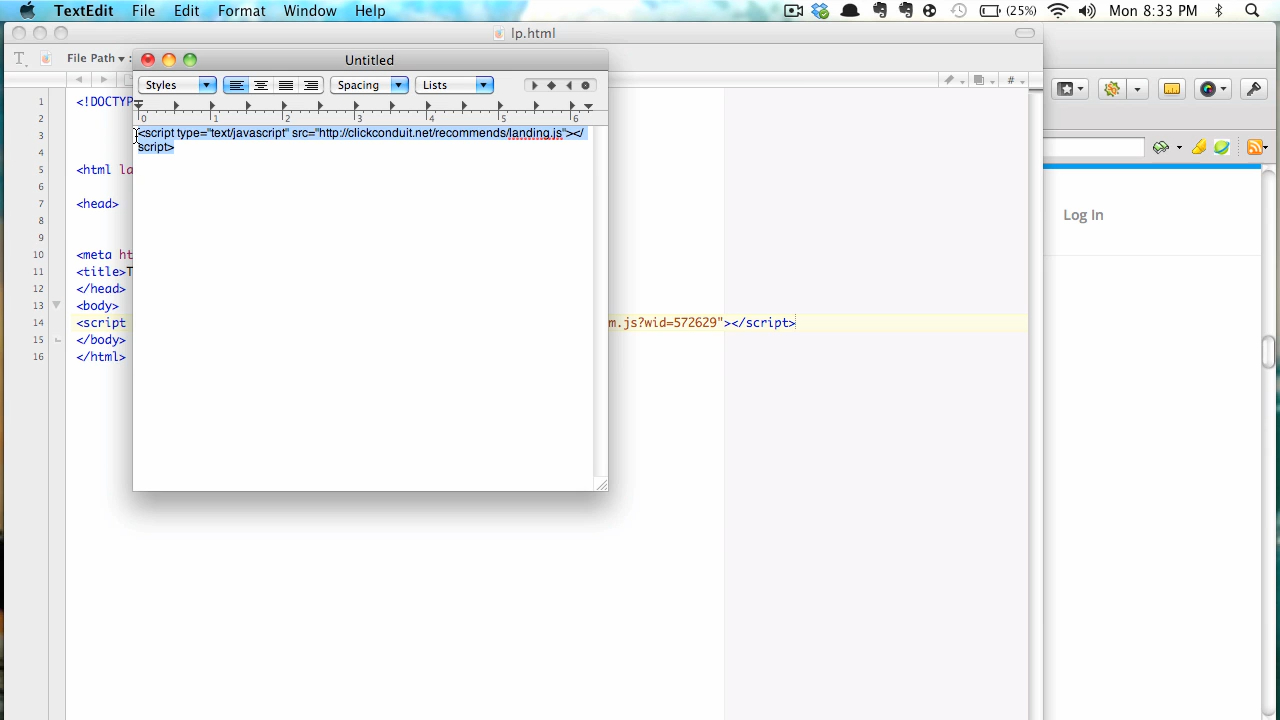 TextEdit File Edit Format Window Help (25%) Mon 8:33 PM
lp.html
File Path
Untitled
Styles Spacing Lists
#
0 1 2 3 4 5 6
<script type="text/javascript" src="http://clickconduit.net/recommends/landing.js"></
script>
1 <!DOCTYP
2
3
4
5 <html la
6
7 <head>
8
9
10 <meta ht
11 <title>T
12 </head>
13 <body>
14 <script m.js?wid=572629"></script>
15 </body>
16 </html>
Log In